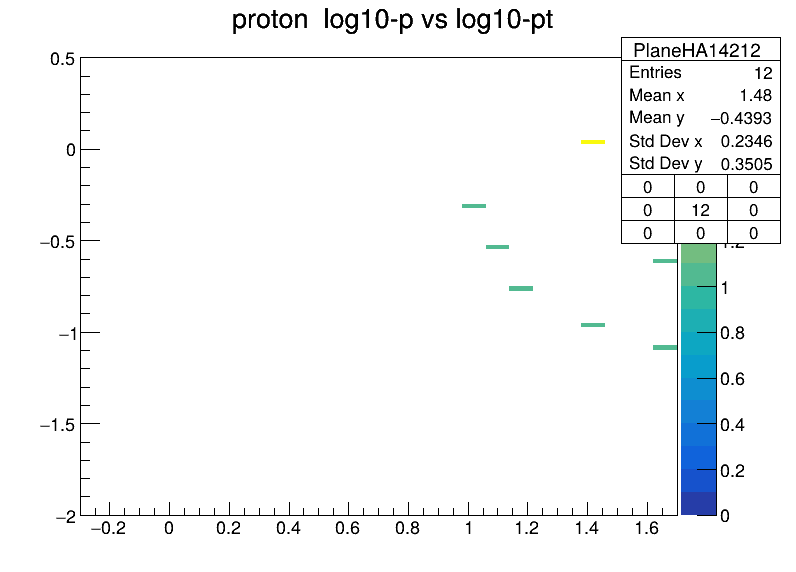 proton  log10-p vs log10-pt
PlaneHA14212
Entries 12
Mean x 1.48
Mean y −0.4393
Std Dev x 0.2346
Std Dev y 0.3505
0 0 0
0 12 0
0 0 0
0.5
0
−0.5
−1
−1.5
−2
−0.2 0 0.2 0.4 0.6 0.8 1 1.2 1.4 1.6
1.2
1
0.8
0.6
0.4
0.2
0